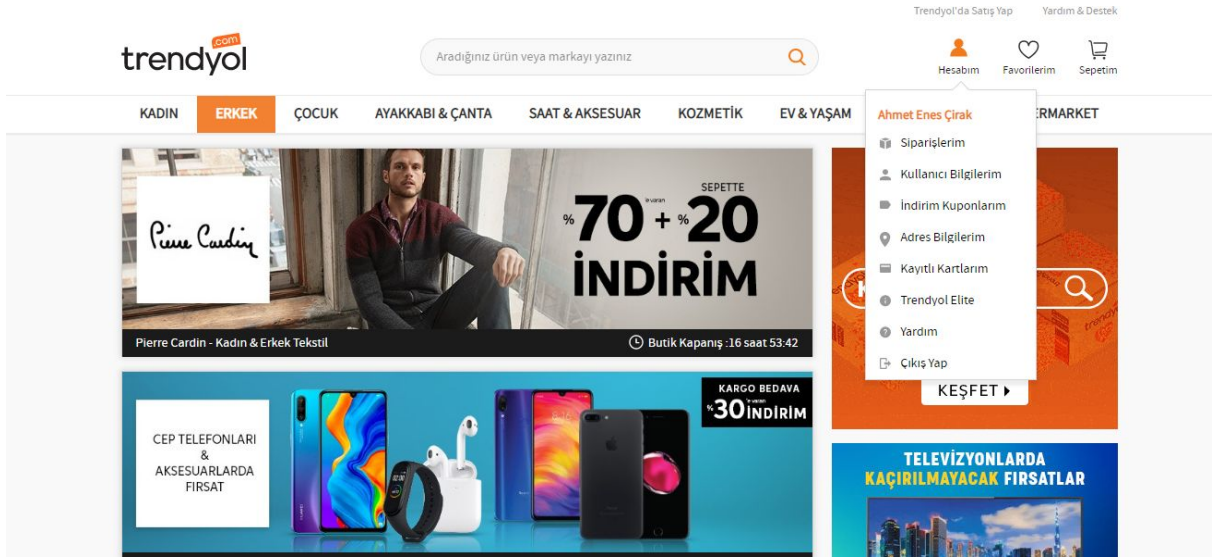 Trendyol'da Satış Yap
Yardım & Destek
.com
trendyol
Aradığınız ürün veya markayı yazınız
Hesabım
Favorilerim
Sepetim
KADIN
ERKEK
ÇOCUK
AYAKKABI & ÇANTA
SAAT & AKSESUAR
KOZMETİK
EV & YAŞAM
ERMARKET
Ahmet Enes Çirak
Siparişlerim
Kullanıcı Bilgilerim
İndirim Kuponlarım
Adres Bilgilerim
Kayıtlı Kartlarım
Trendyol Elite
Yardım
Çıkış Yap
Pierre Cardin
SEPETTE
%70 'e varan + %20
İNDİRİM
Pierre Cardin - Kadın & Erkek Tekstil
Butik Kapanış :16 saat 53:42
KEŞFET
CEP TELEFONLARI
&
AKSESUARLARDA
FIRSAT
KARGO BEDAVA
%30 'a varan İNDİRİM
HUAWEI
TELEVİZYONLARDA
KAÇIRILMAYACAK FIRSATLAR